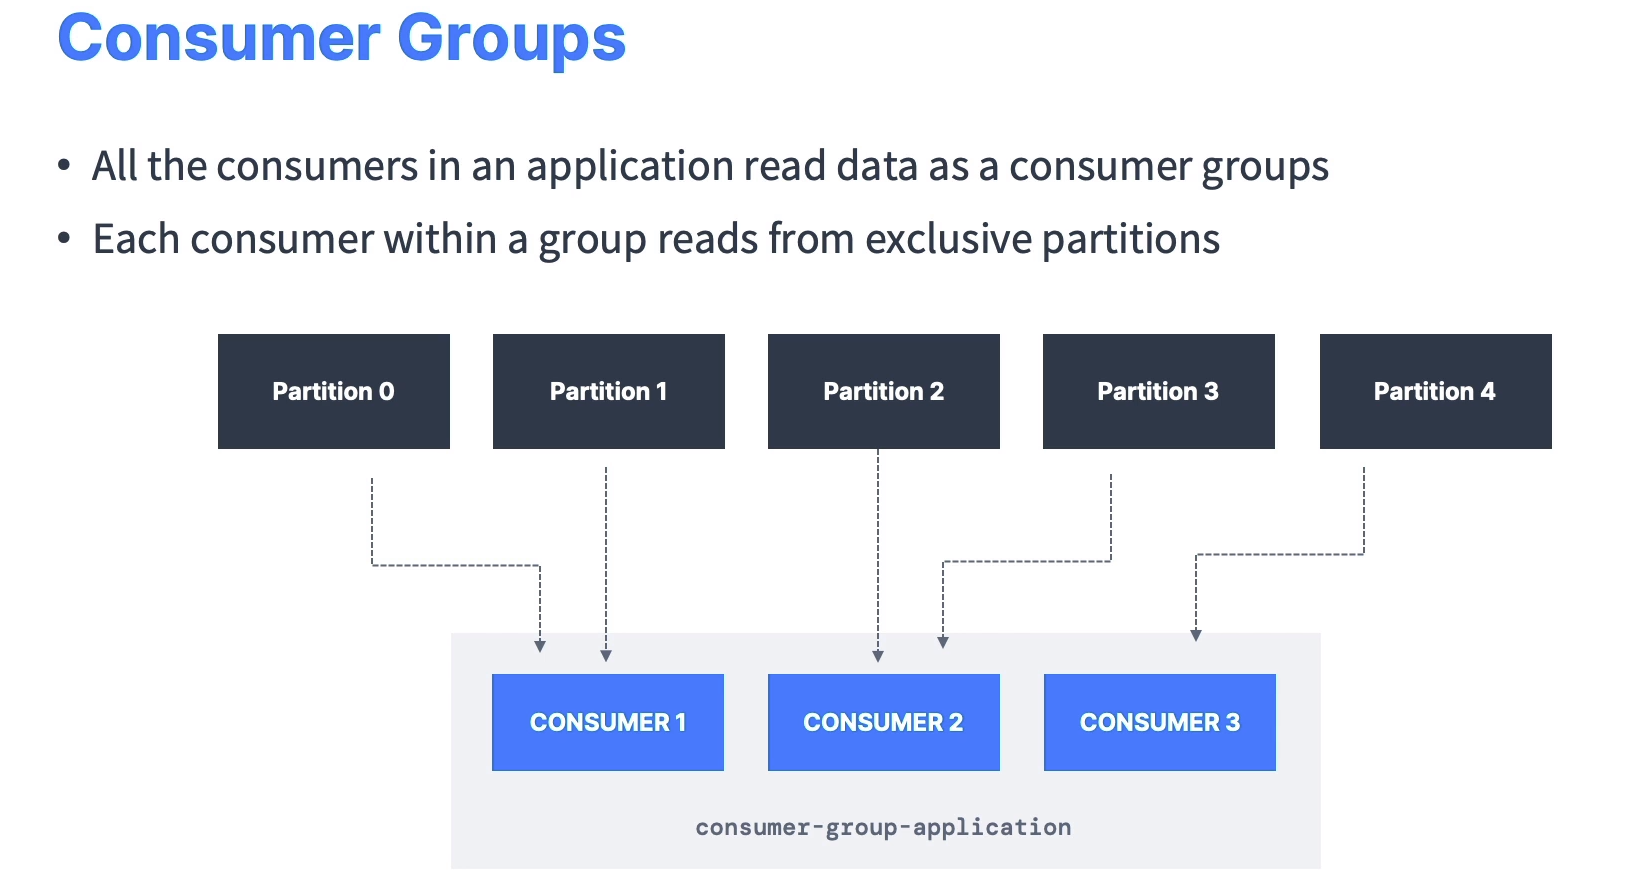 Consumer Groups
• All the consumers in an application read data as a consumer groups
• Each consumer within a group reads from exclusive partitions
Partition 0
Partition 1
Partition 2
Partition 3
Partition 4
CONSUMER 1
CONSUMER 2
CONSUMER 3
consumer-group-application